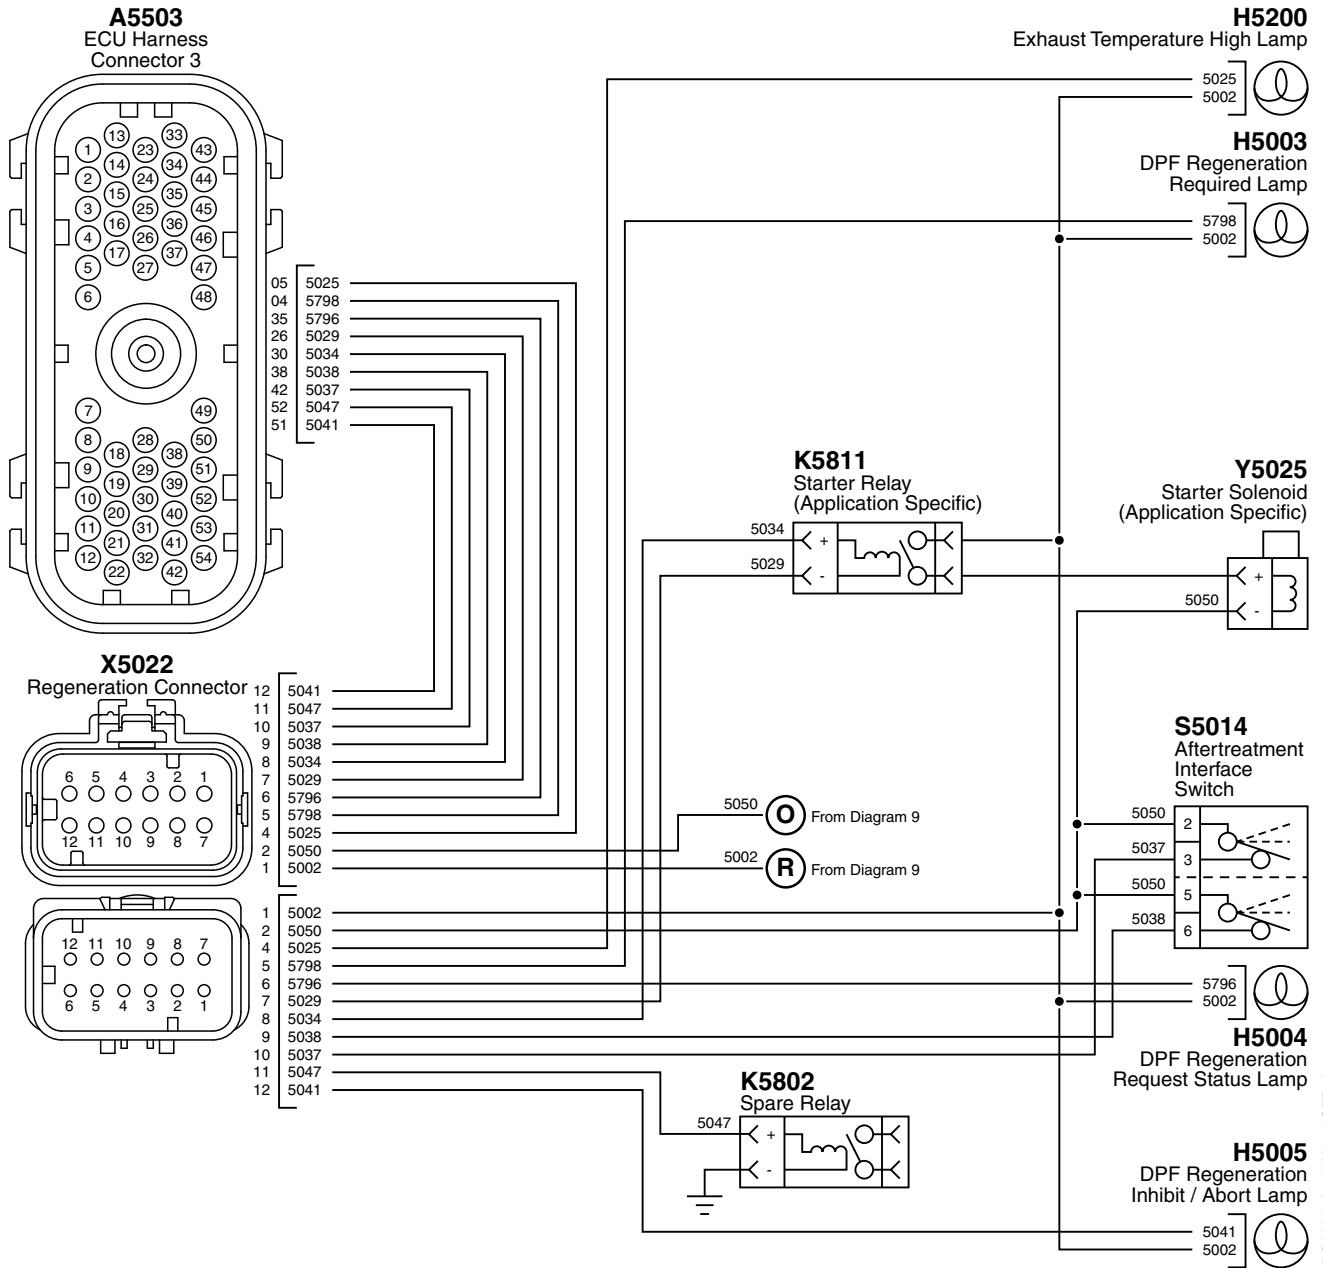 A5503
ECU Harness
Connector 3
13 33
1 23 43
14 34
2 24 44
15 35
3 25 45
16 36
4 26 46
17 37
5 27 47
6 48
7 49
8 28 50
18 38
9 29 51
19 39
10 30 52
20 40
11 31 53
21 41
12 32 54
22 42
05 5025
04 5798
35 5796
26 5029
30 5034
38 5038
42 5037
52 5047
51 5041
X5022
Regeneration Connector
12 5041
11 5047
10 5037
9 5038
8 5034
7 5029
6 5796
5 5798
4 5025
2 5050
1 5002
6 5 4 3 2 1
12 11 10 9 8 7
1 5002
2 5050
4 5025
5 5798
6 5796
7 5029
8 5034
9 5038
10 5037
11 5047
12 5041
12 11 10 9 8 7
6 5 4 3 2 1
H5200
Exhaust Temperature High Lamp
5025
5002
H5003
DPF Regeneration
Required Lamp
5798
5002
K5811
Starter Relay
(Application Specific)
5034 +
5029 -
Y5025
Starter Solenoid
(Application Specific)
+
5050 -
5050 O From Diagram 9
5002 R From Diagram 9
S5014
Aftertreatment
Interface
Switch
5050 2
5037 3
5050 5
5038 6
5796
5002
H5004
DPF Regeneration
Request Status Lamp
K5802
Spare Relay
5047 +
-
H5005
DPF Regeneration
Inhibit / Abort Lamp
5041
5002